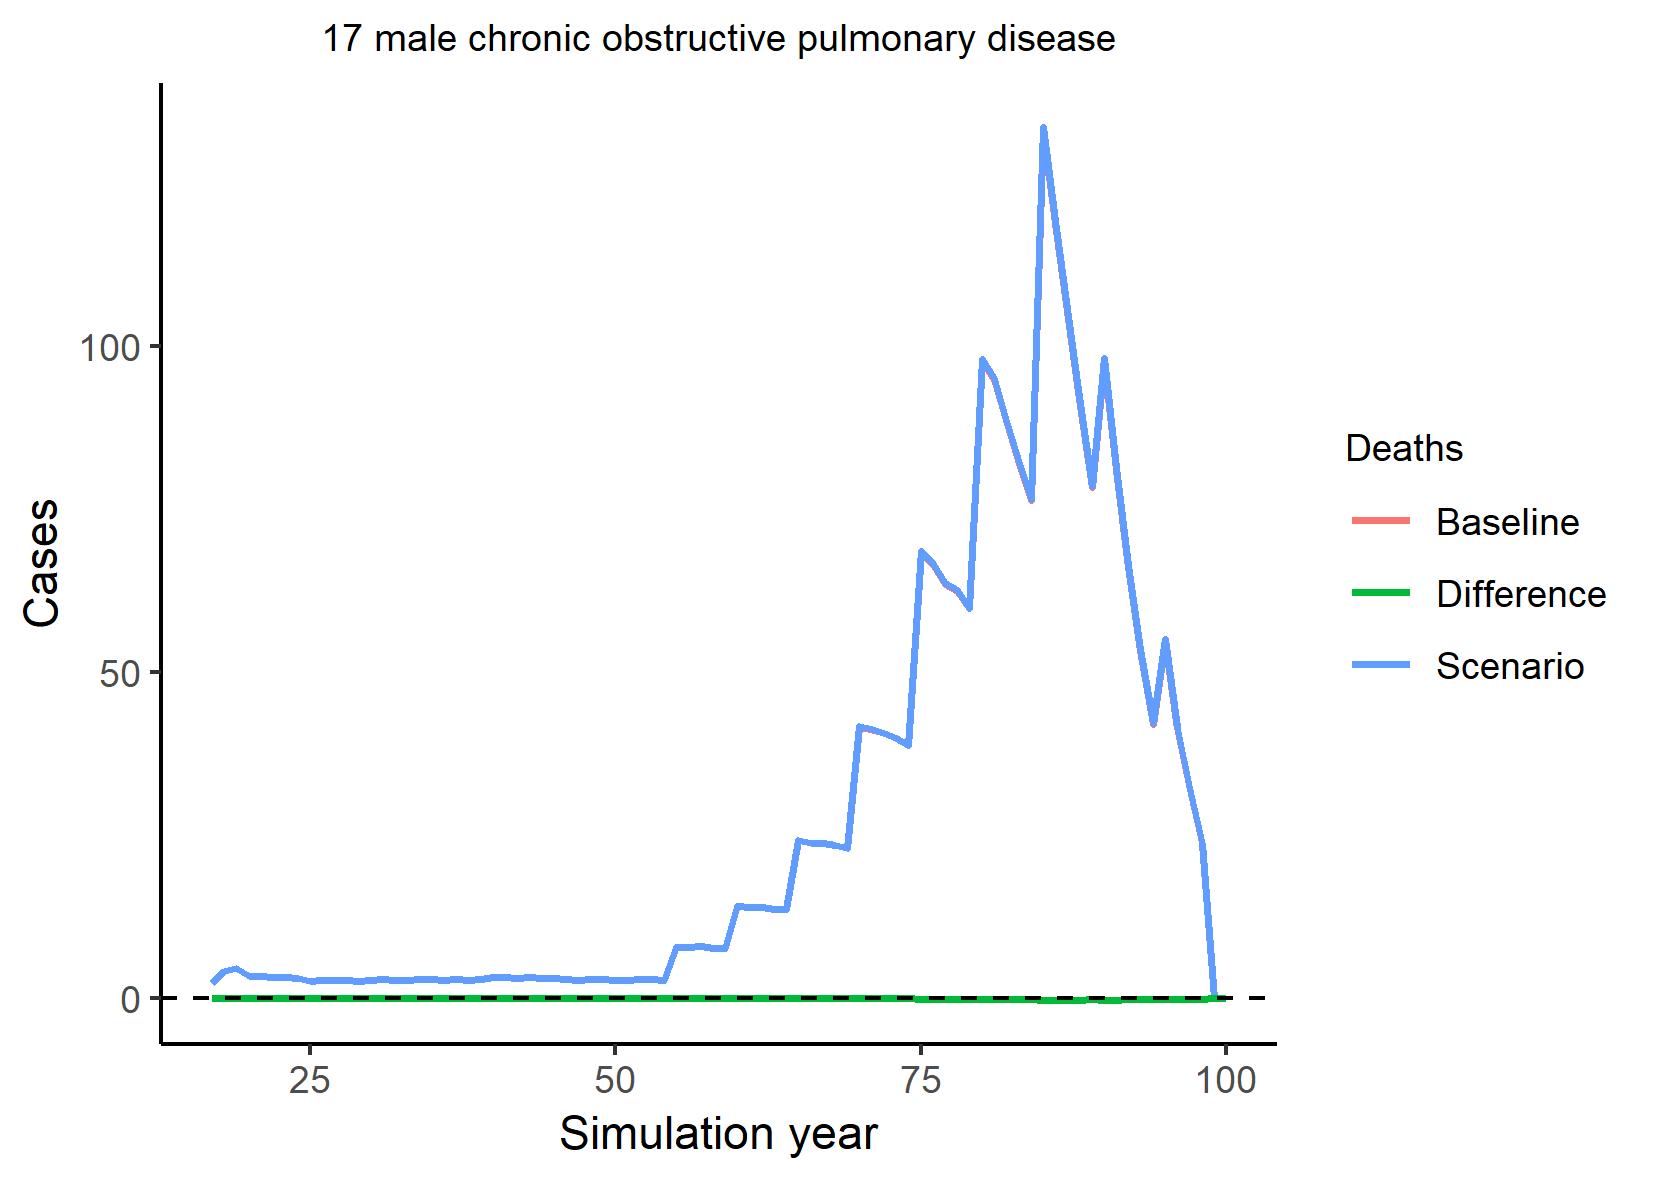 17 male chronic obstructive pulmonary disease
Cases
100
50
0
25 50 75 100
Simulation year
Deaths
Baseline
Difference
Scenario